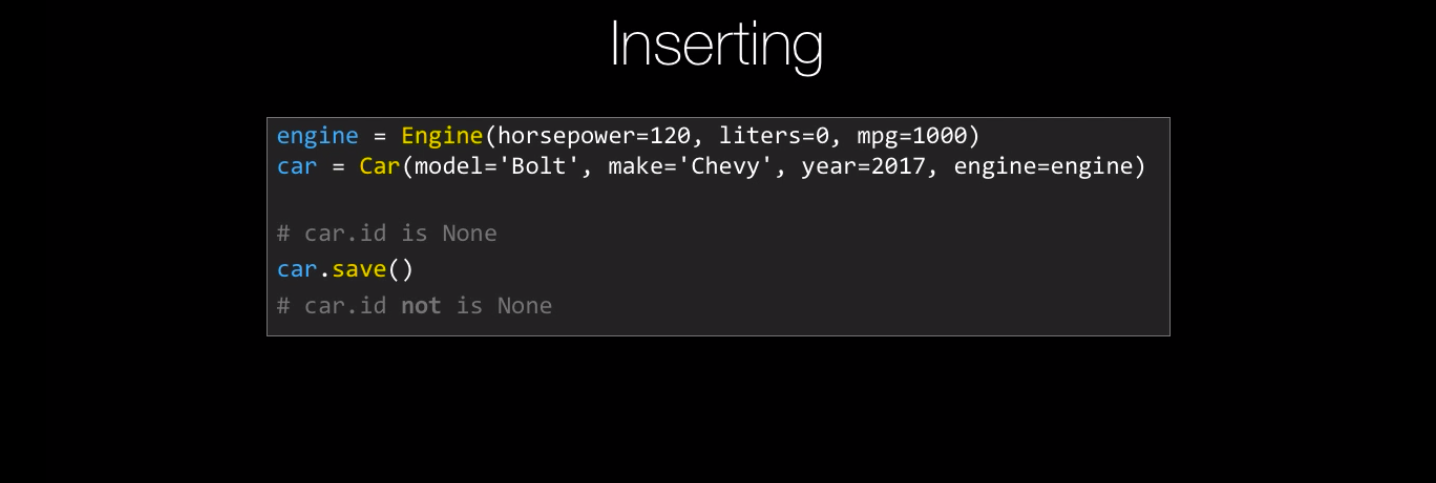 Inserting
engine = Engine(horsepower=120, liters=0, mpg=1000)
car = Car(model='Bolt', make='Chevy', year=2017, engine=engine)
# car.id is None
car.save()
# car.id not is None